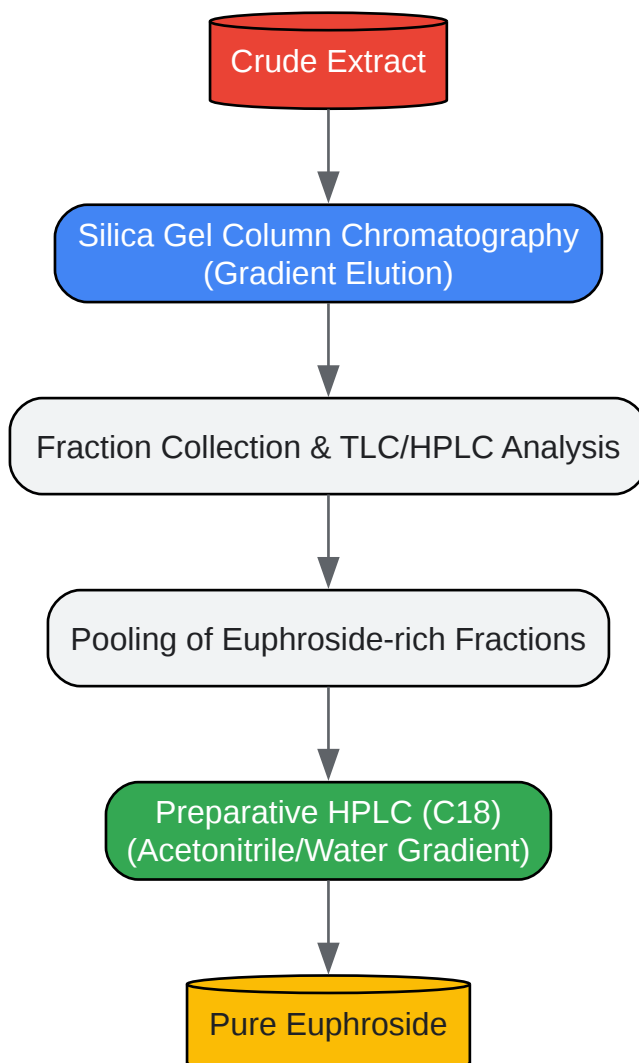 Crude Extract
Silica Gel Column Chromatography
(Gradient Elution)
Fraction Collection & TLC/HPLC Analysis
Pooling of Euphroside-rich Fractions
Preparative HPLC (C18)
(Acetonitrile/Water Gradient)
Pure Euphroside